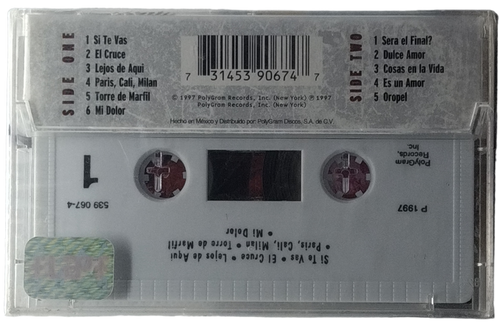 SIDE ONE
1 Si Te Vas
2 El Cruce
3 Lejos de Aqui
4 Paris, Cali, Milan
5 Torre de Marfil
6 Mi Dolor
7 31453 90674 7
© 1997 PolyGram Records, Inc. (New York) ℗ 1997
PolyGram Records, Inc. (New York)
SIDE TWO
1 Sera el Final?
2 Dulce Amor
3 Cosas en la Vida
4 Es un Amor
5 Oropel
Hecho en México y Distribuido por: PolyGram Discos, S.A. de C.V.
PolyGram
Records,
Inc.
P 1997
1
539 067-4
Si Te Vas • El Cruce • Lejos de Aqui
• Paris, Cali, Milan • Torre de Marfil
• Mi Dolor